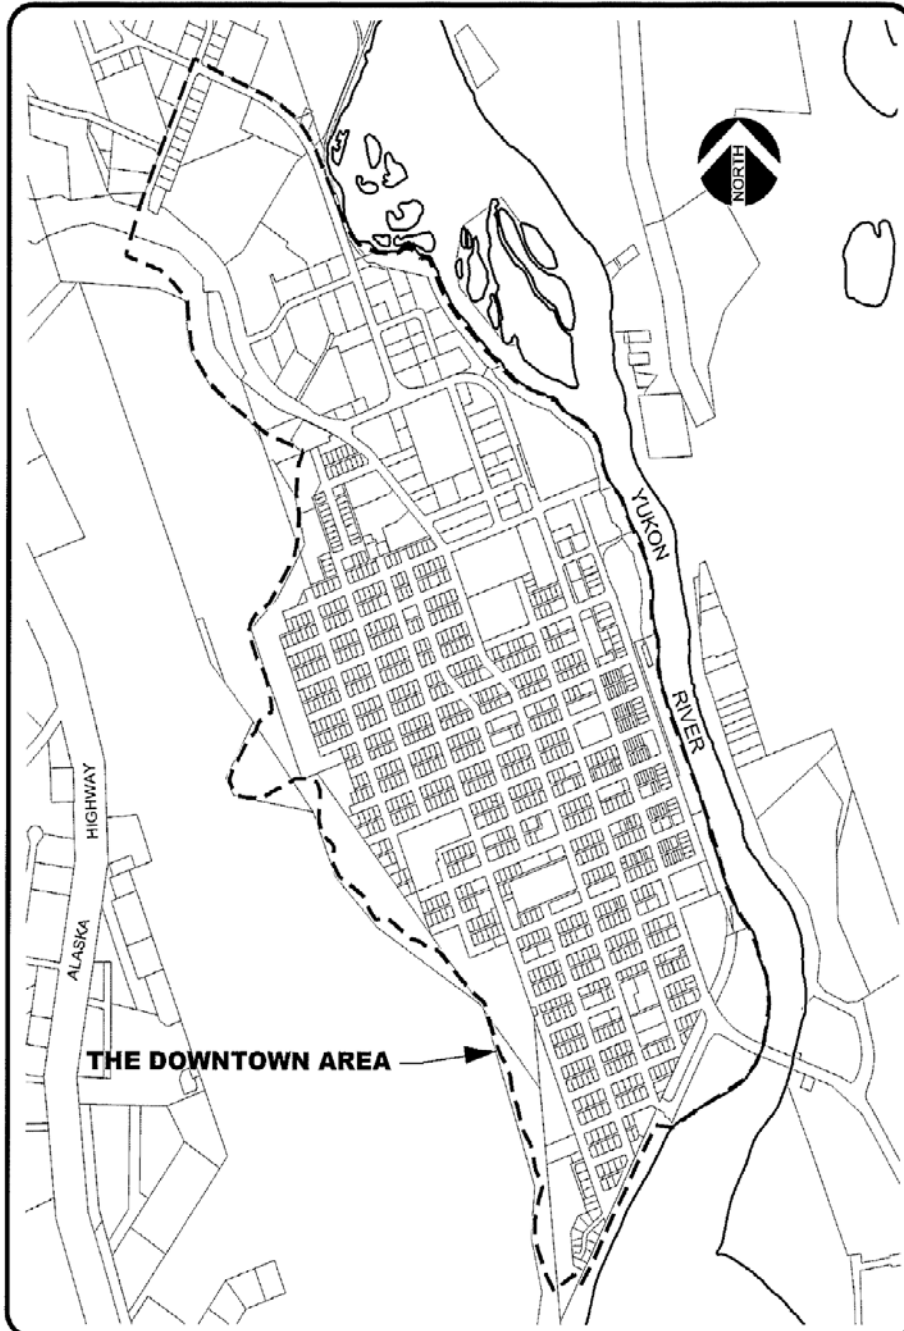 NORTH
YUKON
RIVER
HIGHWAY
ALASKA
THE DOWNTOWN AREA